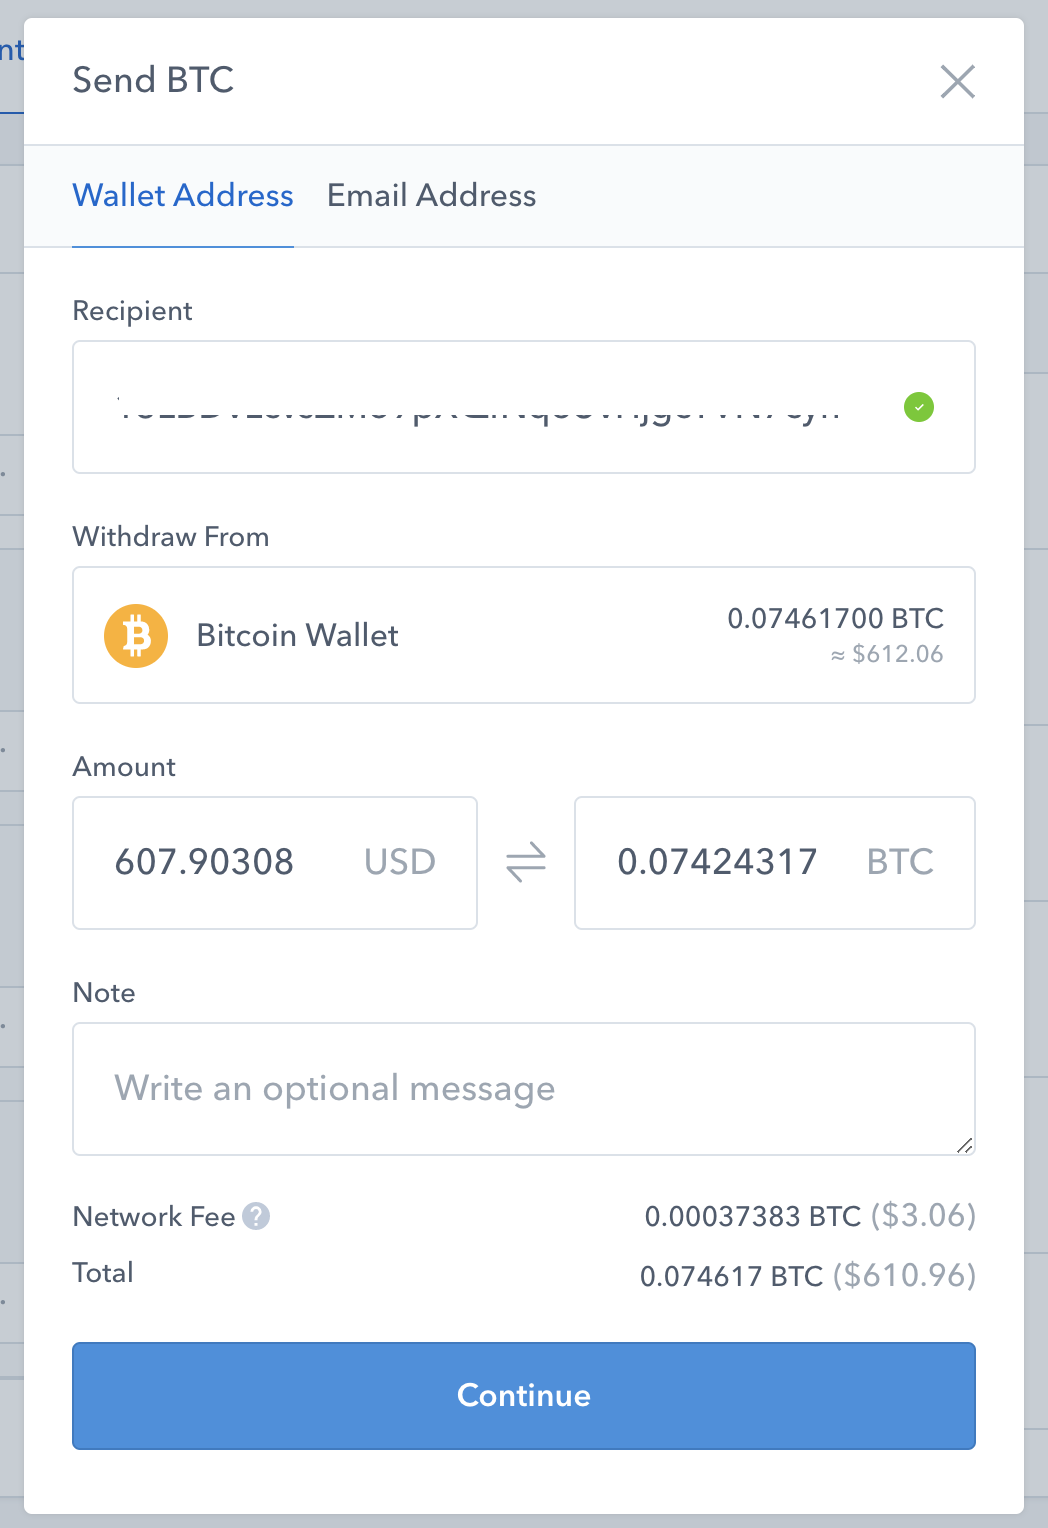 nt
Send BTC
Wallet Address Email Address
Recipient
Withdraw From
Bitcoin Wallet
0.07461700 BTC
≈ $612.06
Amount
607.90308 USD
0.07424317 BTC
Note
Write an optional message
Network Fee ? 0.00037383 BTC ($3.06)
Total 0.074617 BTC ($610.96)
Continue